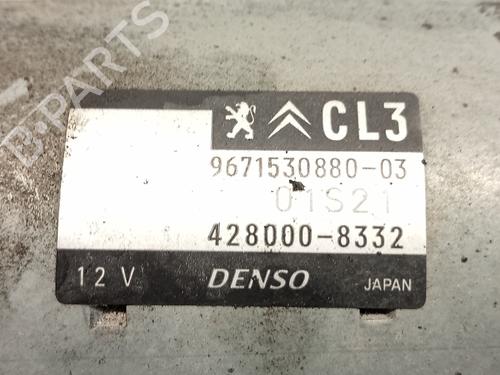 B-PARTS
CL3
9671530880-03
01S21
428000-8332
12 V DENSO JAPAN